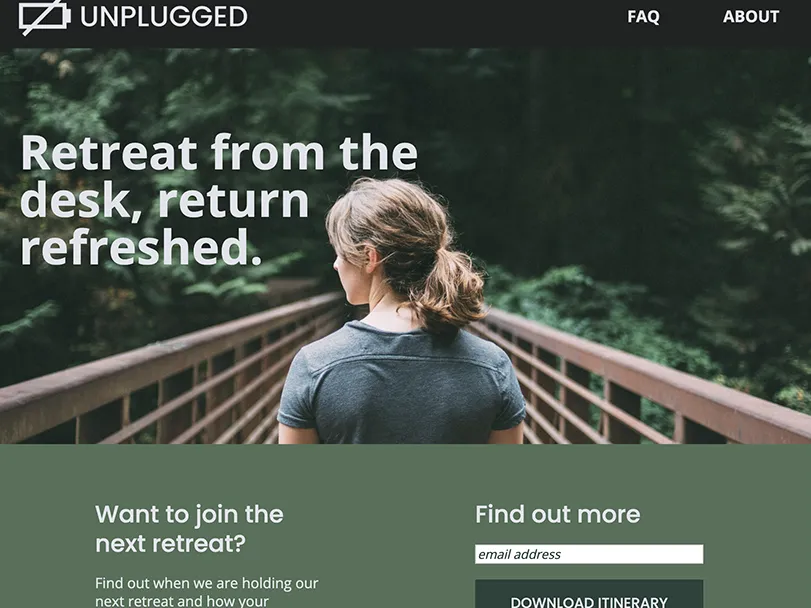 UNPLUGGED
FAQ
ABOUT
Retreat from the
desk, return
refreshed.
Want to join the
next retreat?
Find out when we are holding our
next retreat and how your
Find out more
email address
DOWNLOAD ITINERARY